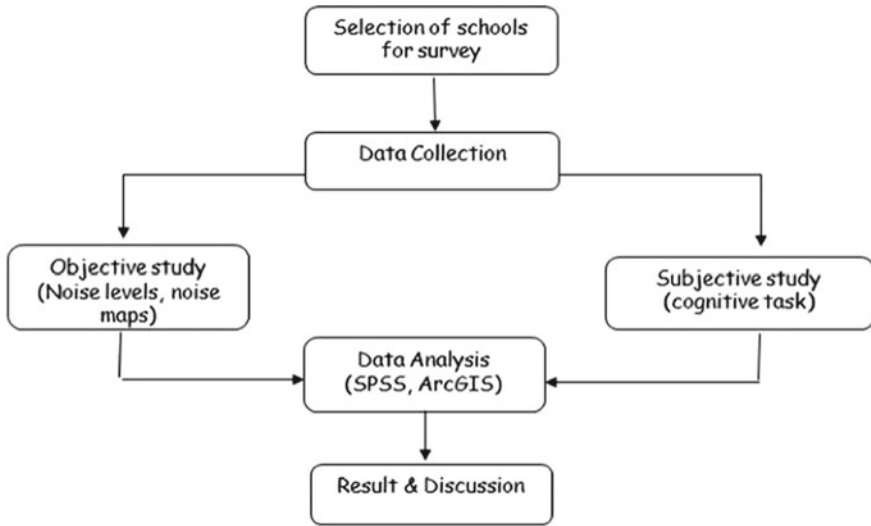 Selection of schools
for survey
Data Collection
Objective study
(Noise levels, noise
maps)
Subjective study
(cognitive task)
Data Analysis
(SPSS, ArcGIS)
Result & Discussion